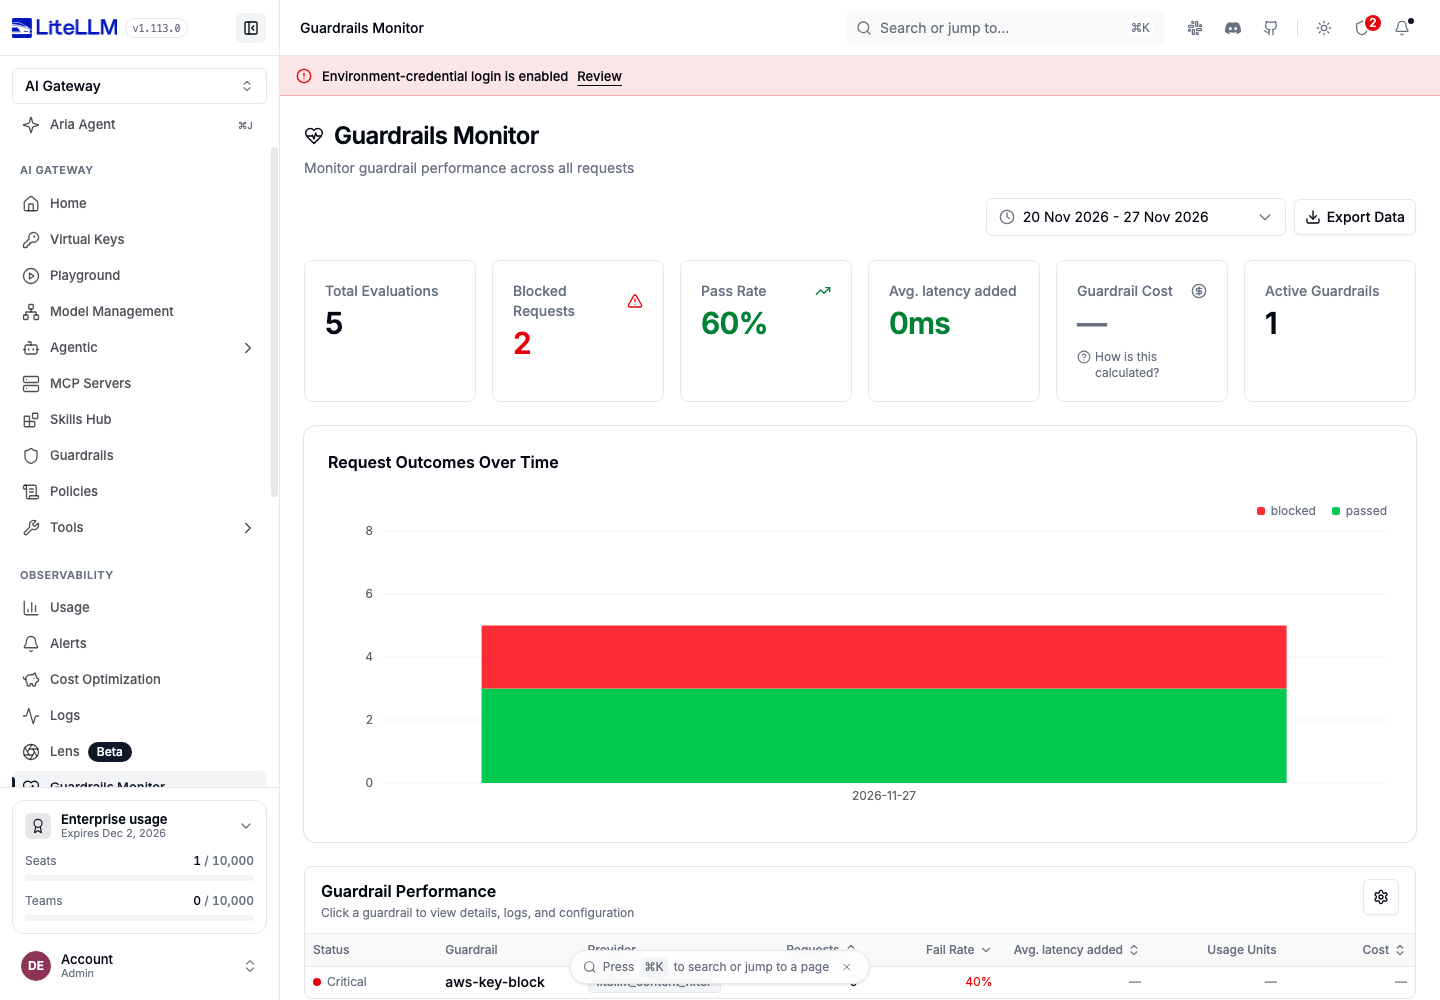 LiteLLM v1.113.0
Guardrails Monitor
Search or jump to... ⌘K
2
AI Gateway
Environment-credential login is enabled Review
Aria Agent ⌘J
AI GATEWAY
Home
Virtual Keys
Playground
Model Management
Agentic
MCP Servers
Skills Hub
Guardrails
Policies
Tools
OBSERVABILITY
Usage
Alerts
Cost Optimization
Logs
Lens Beta
Guardrails Monitor
Enterprise usage
Expires Dec 2, 2026
Seats 1 / 10,000
Teams 0 / 10,000
DE
Account
Admin
Guardrails Monitor
Monitor guardrail performance across all requests
20 Nov 2026 - 27 Nov 2026
Export Data
Total Evaluations
5
Blocked
Requests
2
Pass Rate
60%
Avg. latency added
0ms
Guardrail Cost
—
How is this
calculated?
Active Guardrails
1
Request Outcomes Over Time
blocked passed
8
6
4
2
0
2026-11-27
Guardrail Performance
Click a guardrail to view details, logs, and configuration
Status Guardrail Provider Requests Fail Rate Avg. latency added Usage Units Cost
Critical aws-key-block litellm_content_filter 40% — — —
Press ⌘K to search or jump to a page